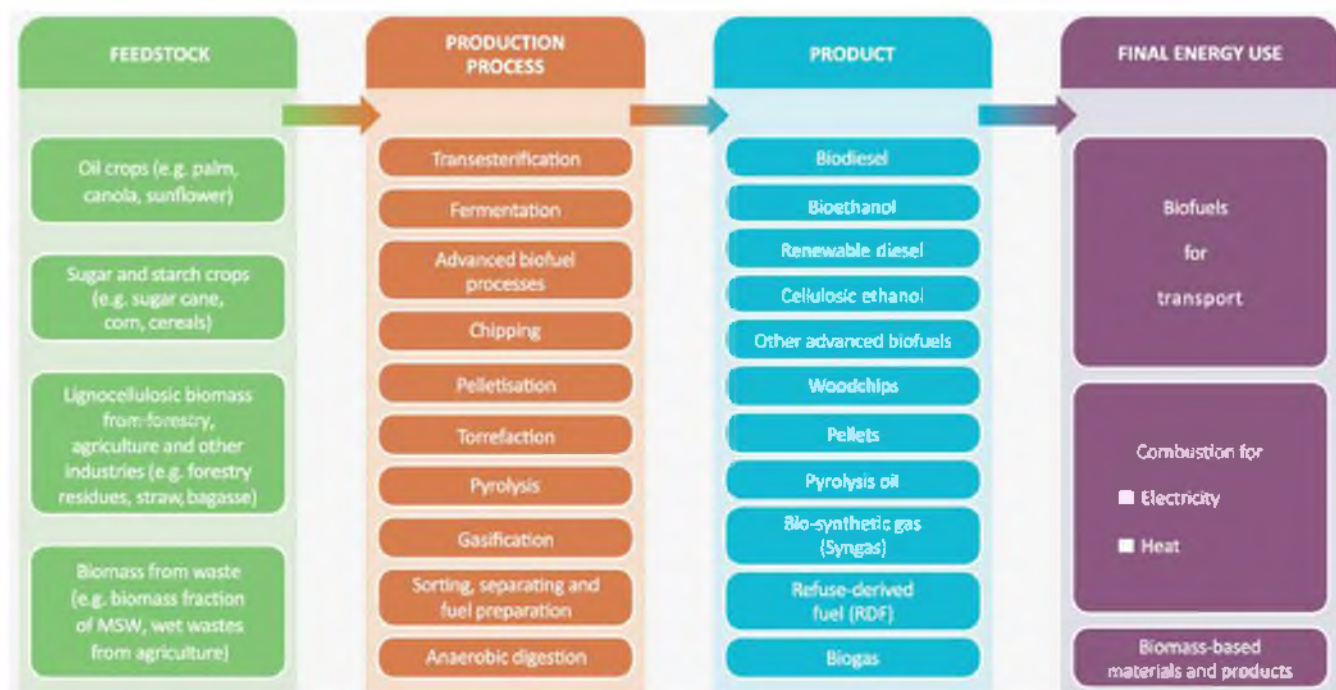 FEEDSTOCK
Oil crops (e.g. palm,
canola, sunflower)
Sugar and starch crops
(e.g. sugar cane,
corn, cereals)
Lignocellulosic biomass
from forestry,
agriculture and other
industries (e.g. forestry
residues, straw, bagasse)
Biomass from waste
(e.g. biomass fraction
of MSW, wet wastes
from agriculture)
PRODUCTION
PROCESS
Transesterification
Fermentation
Advanced biofuel
processes
Chipping
Pelletisation
Torrefaction
Pyrolysis
Gasification
Sorting, separating and
fuel preparation
Anaerobic digestion
PRODUCT
Biodiesel
Bioethanol
Renewable diesel
Cellulosic ethanol
Other advanced biofuels
Woodchips
Pellets
Pyrolysis oil
Bio-synthetic gas
(Syngas)
Refuse-derived
fuel (RDF)
Biogas
FINAL ENERGY USE
Biofuels
for
transport
Combustion for
Electricity
Heat
Biomass-based
materials and products